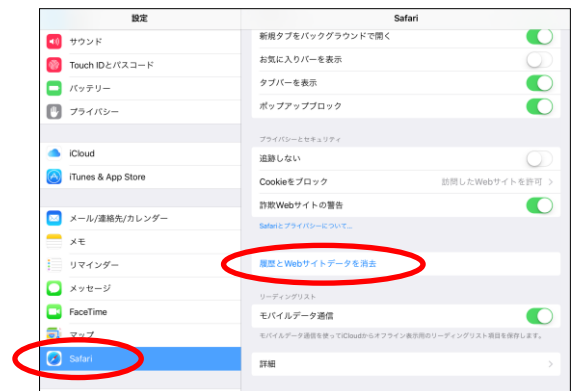 設定
サウンド
Touch IDとパスコード
バッテリー
プライバシー
iCloud
iTunes & App Store
メール/連絡先/カレンダー
メモ
リマインダー
メッセージ
FaceTime
マップ
Safari
Safari
新規タブをバックグラウンドで開く
お気に入りバーを表示
タブバーを表示
ポップアップブロック
プライバシーとセキュリティ
追跡しない
Cookieをブロック 訪問したWebサイトを許可 >
詐欺Webサイトの警告
Safariとプライバシーについて...
履歴とWebサイトデータを消去
リーディングリスト
モバイルデータ通信
モバイルデータ通信を使ってiCloudからオフライン表示用のリーディングリスト項目を保存します。
詳細 >